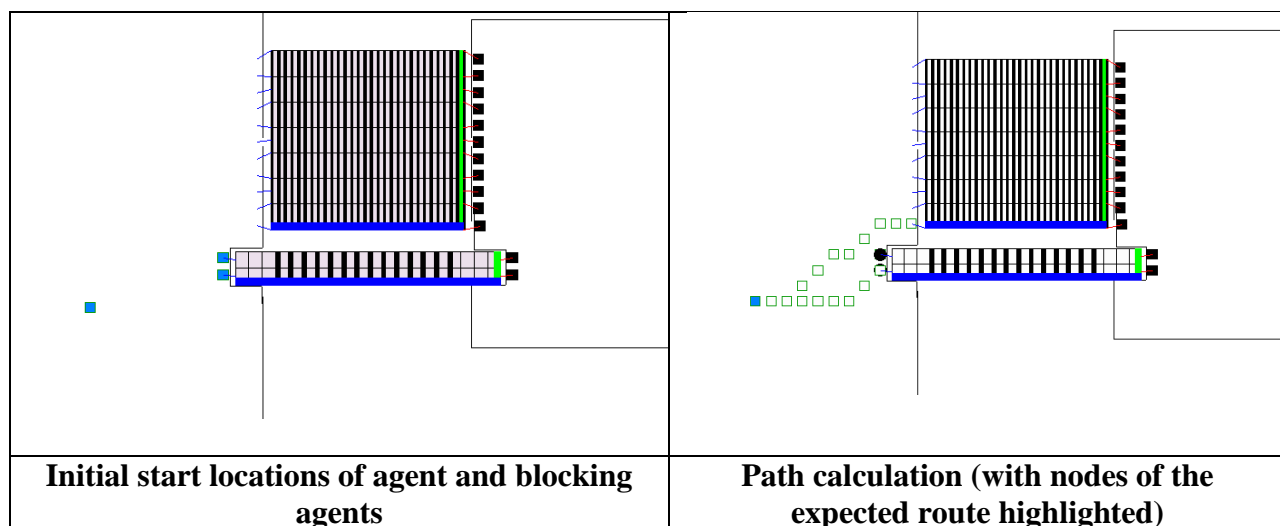 Initial start locations of agent and blocking
agents
Path calculation (with nodes of the
expected route highlighted)